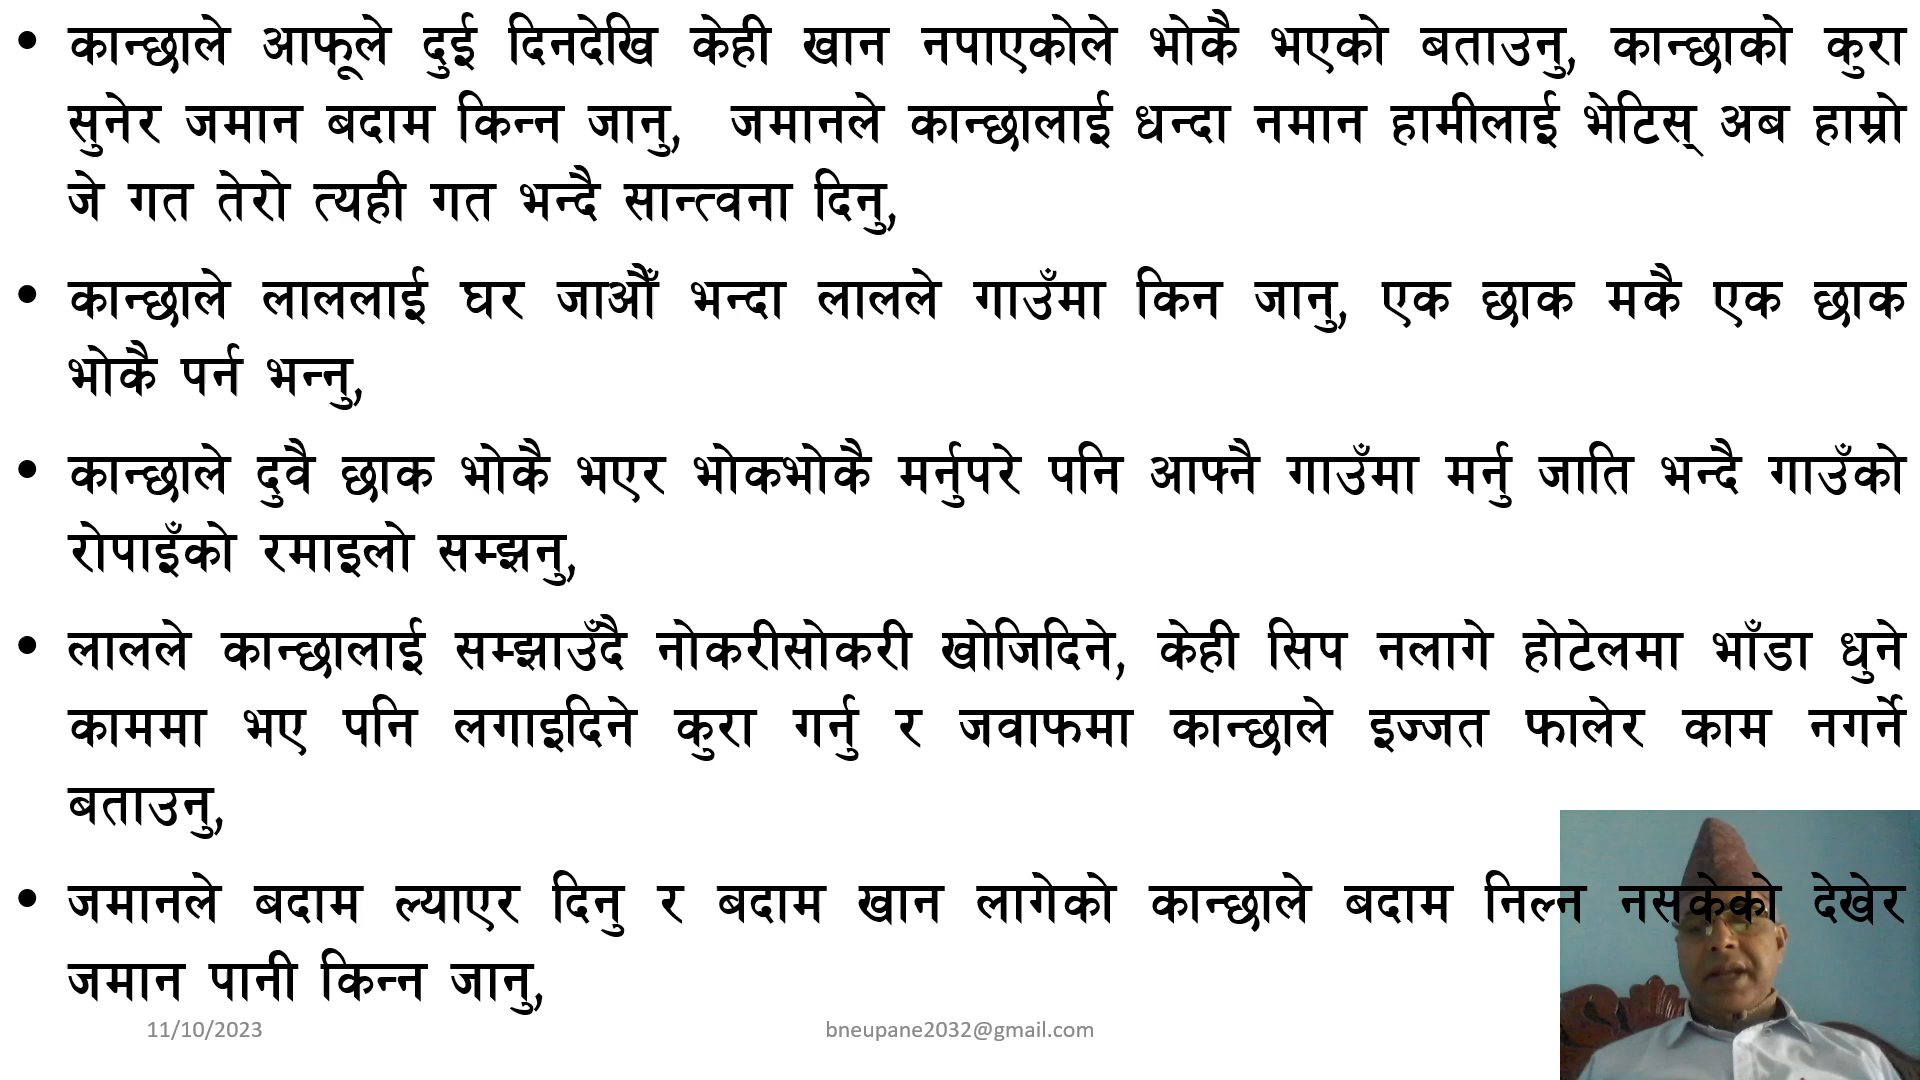 • कान्छाले आफूले दुई दिनदेखि केही खान नपाएकोले भोकै भएको बताउनु, कान्छाको कुरा
सुनेर जमान बदाम किन्न जानु, जमानले कान्छालाई धन्दा नमान हामीलाई भेटिस् अब हाम्रो
जे गत तेरो त्यही गत भन्दै सान्त्वना दिनु,
• कान्छाले लाललाई घर जाऔँ भन्दा लालले गाउँमा किन जानु, एक छाक मकै एक छाक
भोकै पर्न भन्नु,
• कान्छाले दुवै छाक भोकै भएर भोकभोकै मर्नुपरे पनि आफ्नै गाउँमा मर्नु जाति भन्दै गाउँको
रोपाइँको रमाइलो सम्झनु,
• लालले कान्छालाई सम्झाउँदै नोकरीसोकरी खोजिदिने, केही सिप नलागे होटेलमा भाँडा धुने
काममा भए पनि लगाइदिने कुरा गर्नु र जवाफमा कान्छाले इज्जत फालेर काम नगर्ने
बताउनु,
• जमानले बदाम ल्याएर दिनु र बदाम खान लागेको कान्छाले बदाम निल्न नसकेको देखेर
जमान पानी किन्न जानु,
11/10/2023 bneupane2032@gmail.com